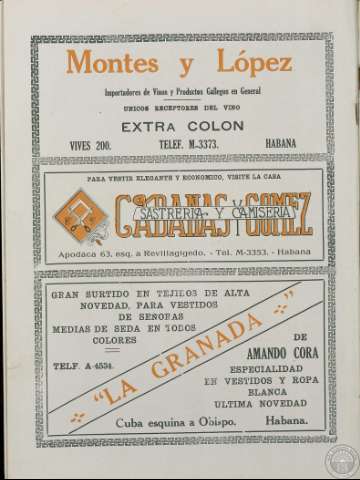 Montes y López
Importadores de Vinos y Productos Gallegos en General
UNICOS RECEPTORES DEL VINO
EXTRA COLON
VIVES 200. TELEF. M-3373. HABANA
PARA VESTIR ELEGANTE Y ECONOMICO, VISITE LA CASA
CABANAS Y GOMEZ
SASTRERIA Y CAMISERIA
Apodaca 63, esq. a Revillagigedo. - Tel. M-3353. - Habana
GRAN SURTIDO EN TEJIDOS DE ALTA
NOVEDAD, PARA VESTIDOS
DE SEÑORAS
MEDIAS DE SEDA EN TODOS
COLORES
TELF. A-4534.
"LA GRANADA"
DE
AMANDO CORA
ESPECIALIDAD
EN VESTIDOS Y ROPA
BLANCA
ULTIMA NOVEDAD
Cuba esquina a Obispo. Habana.